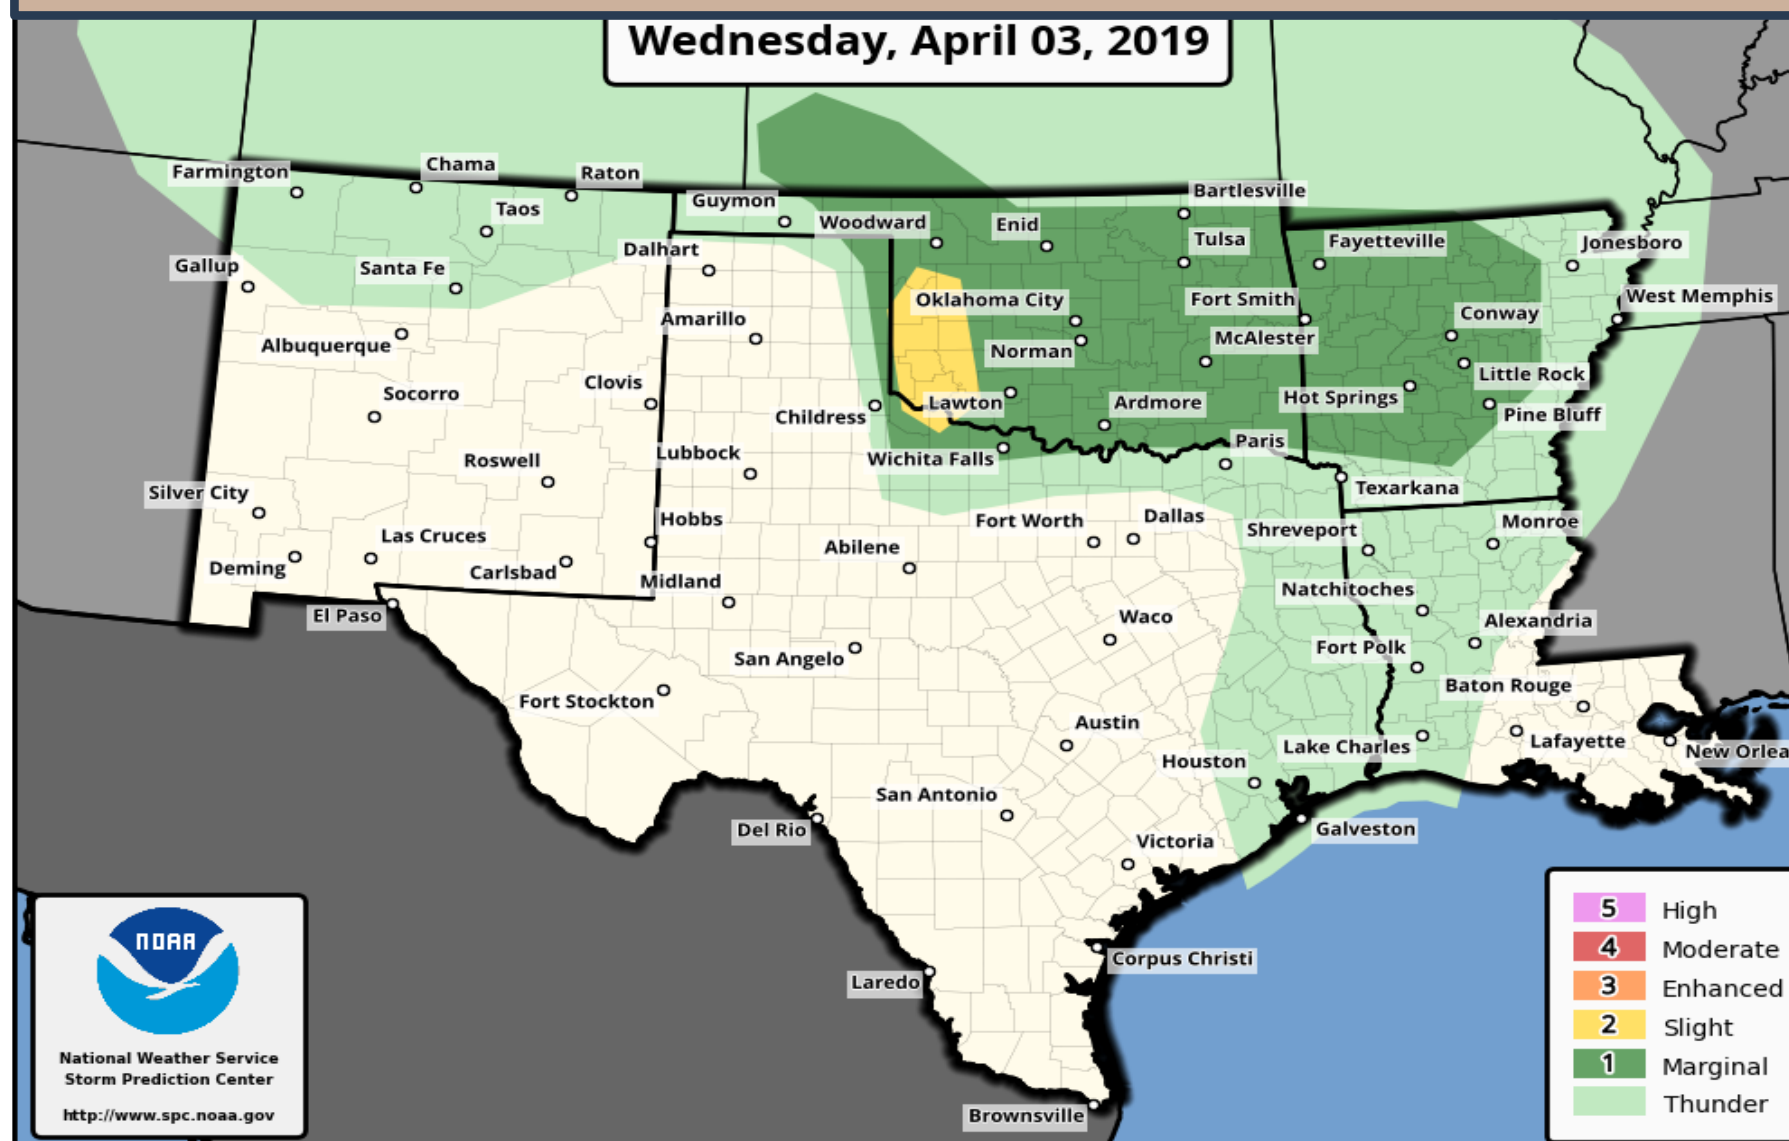 Wednesday, April 03, 2019
Farmington
Chama
Raton
Taos
Guymon
Woodward
Enid
Bartlesville
Tulsa
Fayetteville
Jonesboro
Gallup
Santa Fe
Dalhart
Oklahoma City
Fort Smith
Conway
West Memphis
Albuquerque
Amarillo
Norman
McAlester
Little Rock
Socorro
Clovis
Childress
Lawton
Ardmore
Hot Springs
Pine Bluff
Roswell
Lubbock
Wichita Falls
Paris
Texarkana
Silver City
Hobbs
Fort Worth
Dallas
Shreveport
Monroe
Deming
Las Cruces
Carlsbad
Midland
Abilene
Natchitoches
El Paso
Waco
Alexandria
San Angelo
Fort Polk
Fort Stockton
Baton Rouge
Austin
Houston
Lake Charles
Lafayette
New Orlea
San Antonio
Del Rio
Galveston
Victoria
Corpus Christi
Laredo
Brownsville
NOAA
National Weather Service
Storm Prediction Center
http://www.spc.noaa.gov
5 High
4 Moderate
3 Enhanced
2 Slight
1 Marginal
Thunder